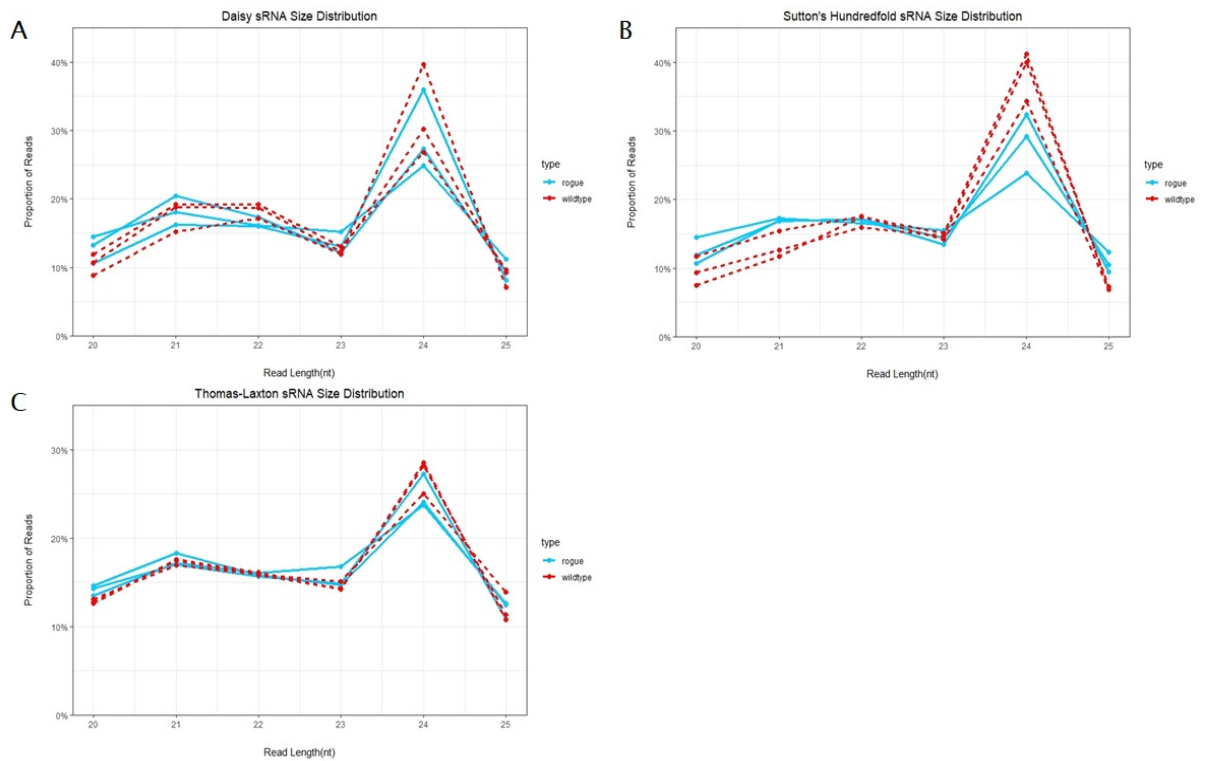 A
Daisy sRNA Size Distribution
Proportion of Reads
40%
30%
20%
10%
0%
20 21 22 23 24 25
Read Length(nt)
type
rogue
wildtype
B
Sutton's Hundredfold sRNA Size Distribution
Proportion of Reads
40%
30%
20%
10%
0%
20 21 22 23 24 25
Read Length(nt)
type
rogue
wildtype
C
Thomas-Laxton sRNA Size Distribution
Proportion of Reads
30%
20%
10%
0%
20 21 22 23 24 25
Read Length(nt)
type
rogue
wildtype